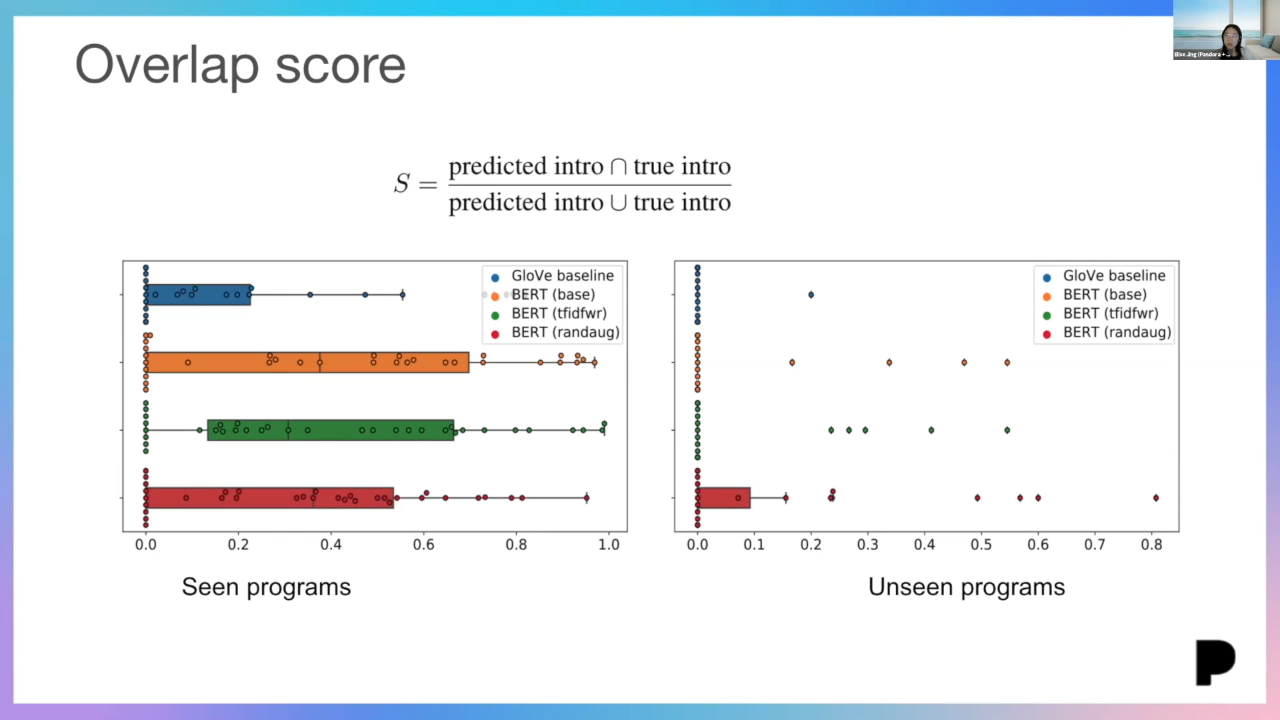 Overlap score
S = predicted intro ∩ true intro
predicted intro ∪ true intro
GloVe baseline
BERT (base)
BERT (tfidfwr)
BERT (randaug)
0.0 0.2 0.4 0.6 0.8 1.0
Seen programs
GloVe baseline
BERT (base)
BERT (tfidfwr)
BERT (randaug)
0.0 0.1 0.2 0.3 0.4 0.5 0.6 0.7 0.8
Unseen programs